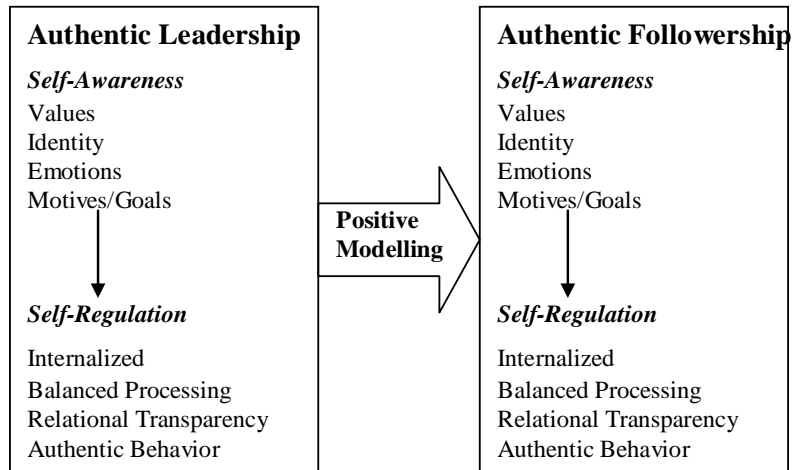 Authentic Leadership
Self-Awareness
Values
Identity
Emotions
Motives/Goals
Self-Regulation
Internalized
Balanced Processing
Relational Transparency
Authentic Behavior
Positive
Modelling
Authentic Followership
Self-Awareness
Values
Identity
Emotions
Motives/Goals
Self-Regulation
Internalized
Balanced Processing
Relational Transparency
Authentic Behavior